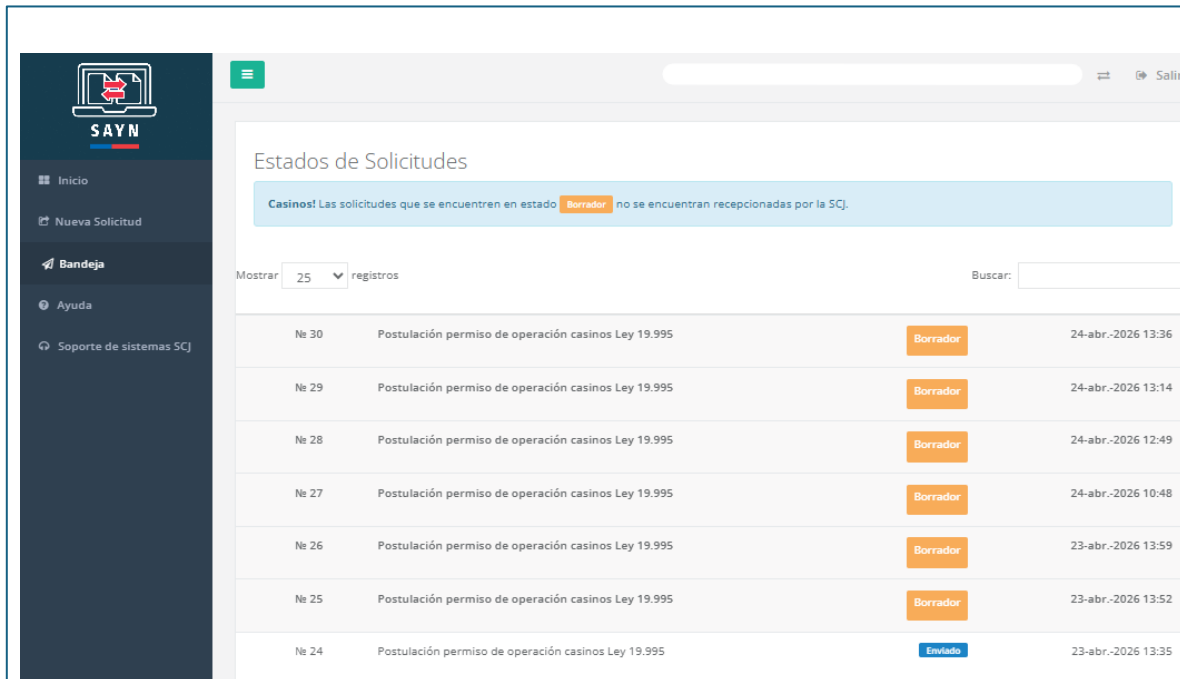 SAYN
Inicio
Nueva Solicitud
Bandeja
Ayuda
Soporte de sistemas SCJ
Salir
Estados de Solicitudes
Casinos! Las solicitudes que se encuentren en estado Borrador no se encuentran recepcionadas por la SCJ.
Mostrar 25 registros Buscar:
№ 30 Postulación permiso de operación casinos Ley 19.995 Borrador 24-abr.-2026 13:36
№ 29 Postulación permiso de operación casinos Ley 19.995 Borrador 24-abr.-2026 13:14
№ 28 Postulación permiso de operación casinos Ley 19.995 Borrador 24-abr.-2026 12:49
№ 27 Postulación permiso de operación casinos Ley 19.995 Borrador 24-abr.-2026 10:48
№ 26 Postulación permiso de operación casinos Ley 19.995 Borrador 23-abr.-2026 13:59
№ 25 Postulación permiso de operación casinos Ley 19.995 Borrador 23-abr.-2026 13:52
№ 24 Postulación permiso de operación casinos Ley 19.995 Enviado 23-abr.-2026 13:35